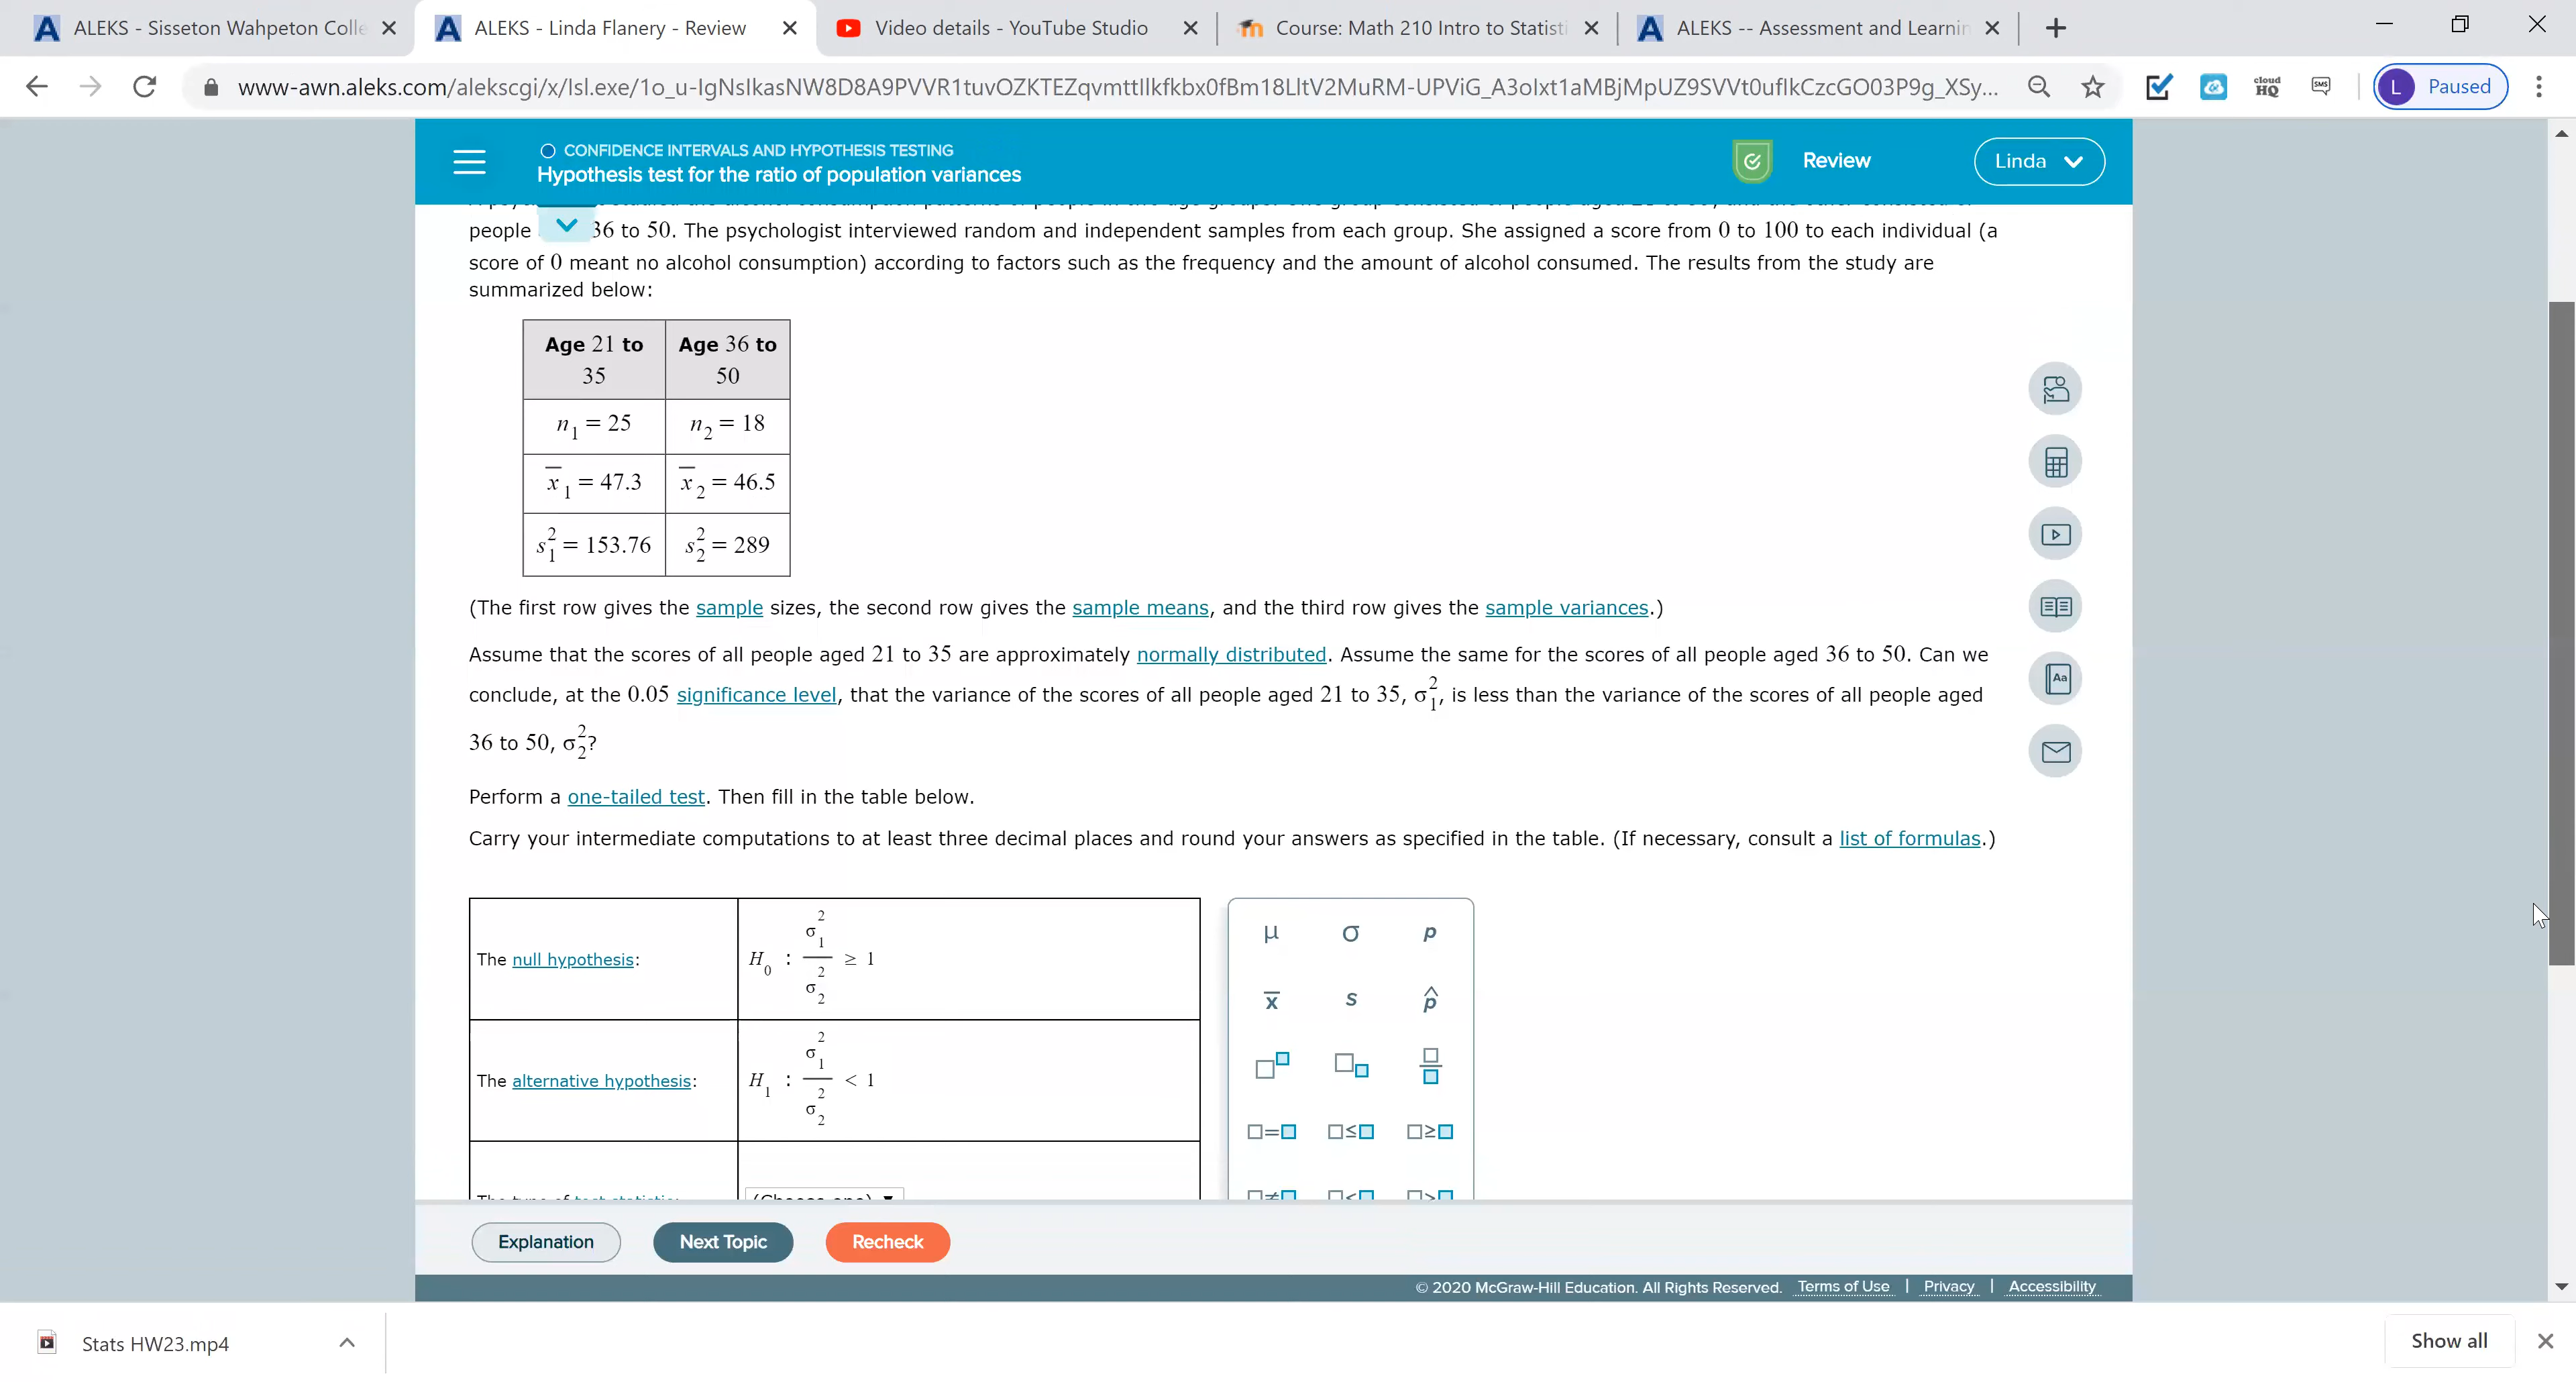 ALEKS - Sisseton Wahpeton Colle
ALEKS - Linda Flanery - Review
Video details - YouTube Studio
Course: Math 210 Intro to Statisti
ALEKS -- Assessment and Learnin
www-awn.aleks.com/alekscgi/x/Isl.exe/1o_u-IgNsIkasNW8D8A9PVVR1tuvOZKTEZqvmttIlkfkbx0fBm18LltV2MuRM-UPViG_A3oIxt1aMBjMpUZ9SVVt0ufIkCzcGO03P9g_XSy...
cloud HQ
SMS
L Paused
CONFIDENCE INTERVALS AND HYPOTHESIS TESTING
Hypothesis test for the ratio of population variances
Review
Linda
people 36 to 50. The psychologist interviewed random and independent samples from each group. She assigned a score from 0 to 100 to each individual (a
score of 0 meant no alcohol consumption) according to factors such as the frequency and the amount of alcohol consumed. The results from the study are
summarized below:
Age 21 to 35 Age 36 to 50
n₁ = 25 n₂ = 18
x̄₁ = 47.3 x̄₂ = 46.5
s₁² = 153.76 s₂² = 289
(The first row gives the sample sizes, the second row gives the sample means, and the third row gives the sample variances.)
Assume that the scores of all people aged 21 to 35 are approximately normally distributed. Assume the same for the scores of all people aged 36 to 50. Can we
conclude, at the 0.05 significance level, that the variance of the scores of all people aged 21 to 35, σ₁², is less than the variance of the scores of all people aged
36 to 50, σ₂²?
Perform a one-tailed test. Then fill in the table below.
Carry your intermediate computations to at least three decimal places and round your answers as specified in the table. (If necessary, consult a list of formulas.)
The null hypothesis: H₀ : σ₁²/σ₂² ≥ 1
The alternative hypothesis: H₁ : σ₁²/σ₂² < 1
μ σ p
x̄ s p̂
□=□ □≤□ □≥□
□≠□ □<□ □>□
The type of test statistic: (Choose one)
Aa
Explanation
Next Topic
Recheck
© 2020 McGraw-Hill Education. All Rights Reserved. Terms of Use | Privacy | Accessibility
Stats HW23.mp4
Show all